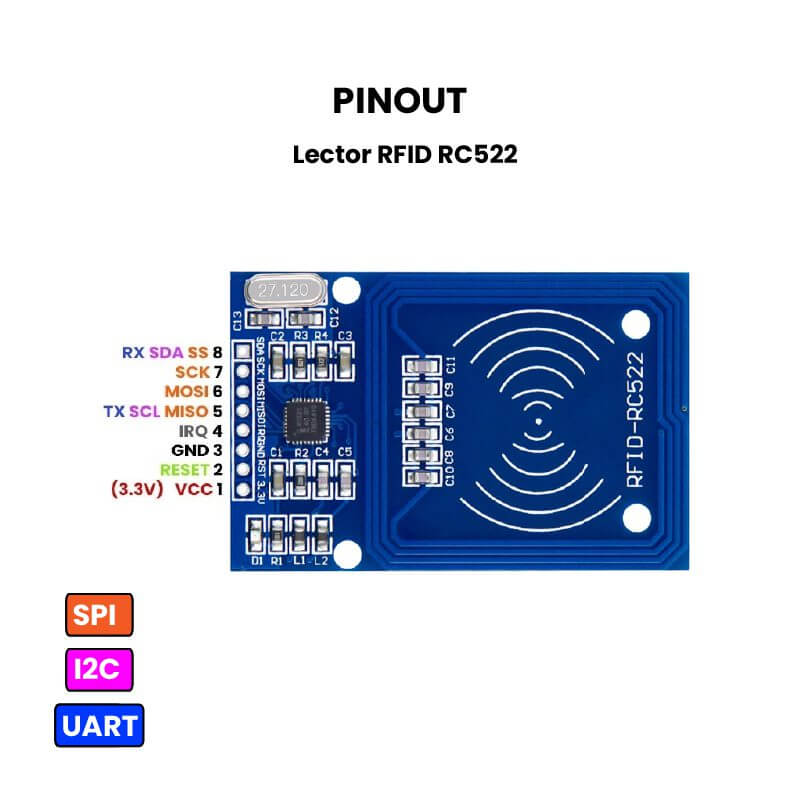 PINOUT
Lector RFID RC522
27.120
C13
C12
C2 R3 R4 C3
RX SDA SS 8
SCK 7
MOSI 6
TX SCL MISO 5
IRQ 4
GND 3
RESET 2
(3.3V) VCC 1
SDA SCK MOSI MISO IRQ GND RST 3.3V
C11
C9
C7
C6
C8
C10
RFID-RC522
C1 R2 C4 C5
D1 R1 L1 L2
SPI
I2C
UART